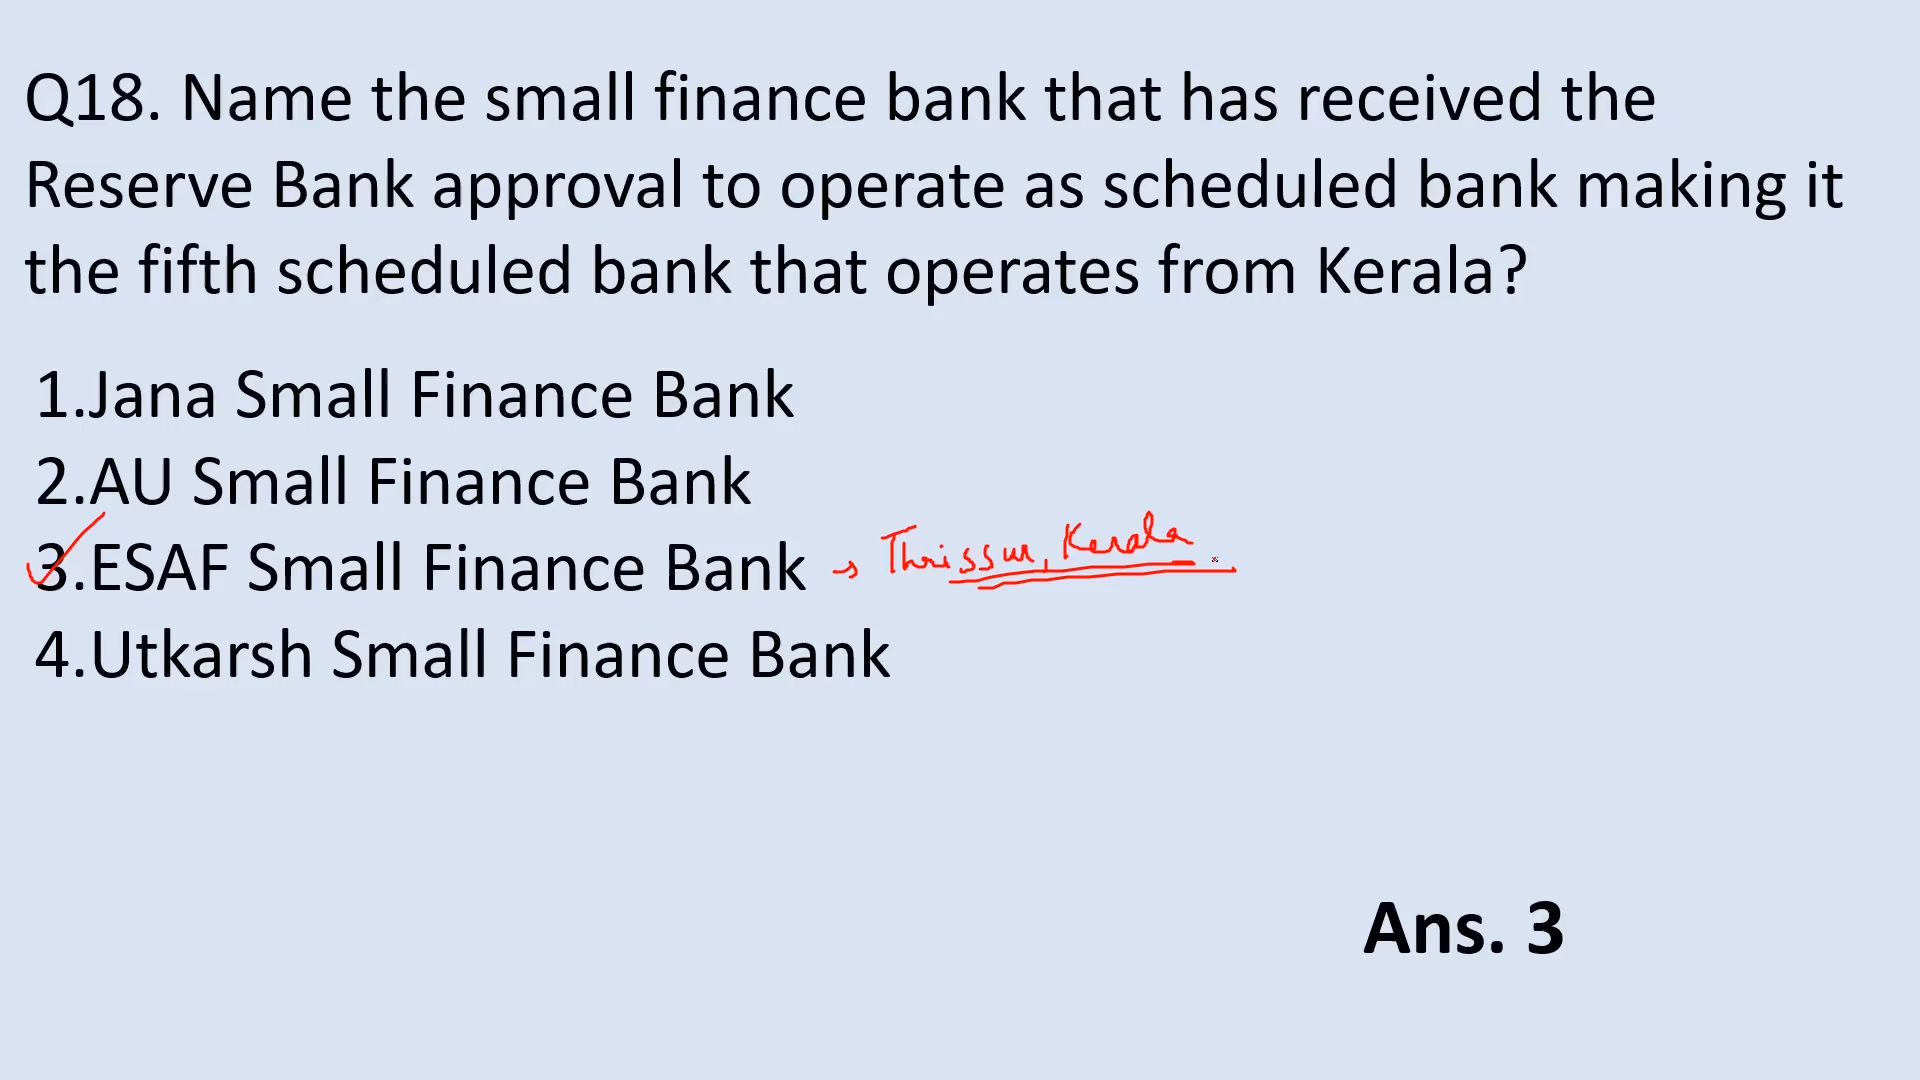 Q18. Name the small finance bank that has received the
Reserve Bank approval to operate as scheduled bank making it
the fifth scheduled bank that operates from Kerala?
1.Jana Small Finance Bank
2.AU Small Finance Bank
3.ESAF Small Finance Bank → Thrissur, Kerala
4.Utkarsh Small Finance Bank
Ans. 3